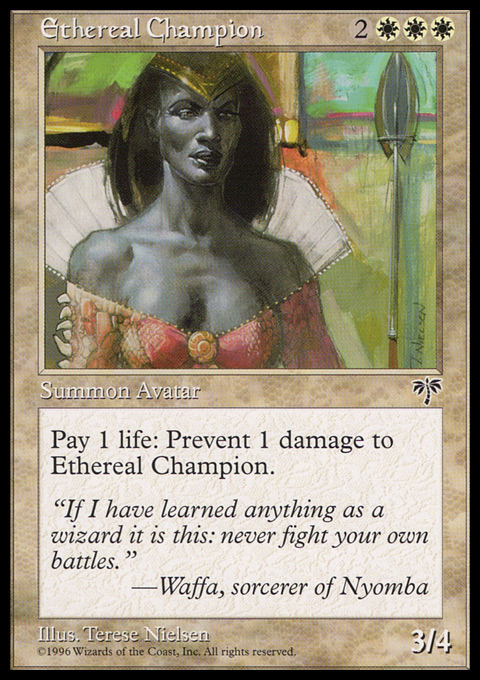 Ethereal Champion 2
T. NIELSEN
Summon Avatar
Pay 1 life: Prevent 1 damage to
Ethereal Champion.
“If I have learned anything as a
wizard it is this: never fight your own
battles.”
—Waffa, sorcerer of Nyomba
Illus. Terese Nielsen
3/4
©1996 Wizards of the Coast, Inc. All rights reserved.